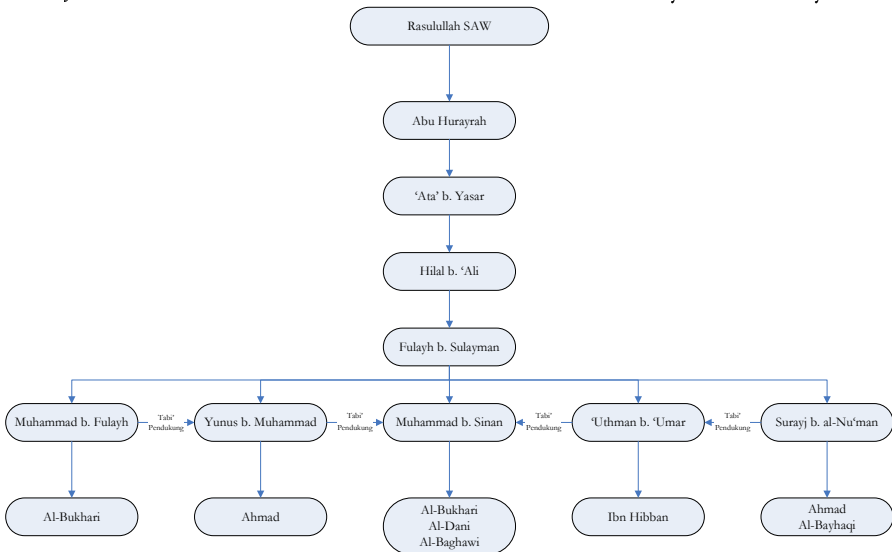 Rasulullah SAW
Abu Hurayrah
‘Ata’ b. Yasar
Hilal b. ‘Ali
Fulayh b. Sulayman
Muhammad b. Fulayh
Tabi’
Pendukung
Yunus b. Muhammad
Tabi’
Pendukung
Muhammad b. Sinan
Tabi’
Pendukung
‘Uthman b. ‘Umar
Tabi’
Pendukung
Surayj b. al-Nu‘man
Al-Bukhari
Ahmad
Al-Bukhari
Al-Dani
Al-Baghawi
Ibn Hibban
Ahmad
Al-Bayhaqi